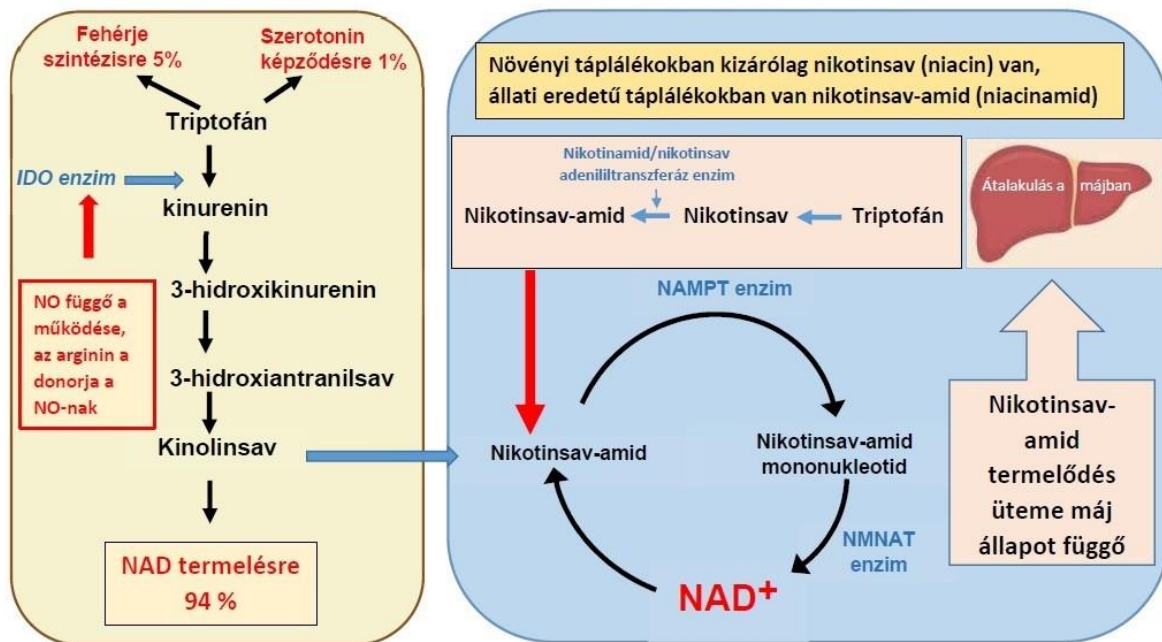 Fehérje
szintézisre 5%
Szerotonin
képződésre 1%
Triptofán
IDO enzim
kinurenin
NO függő a
működése,
az arginin a
donorja a
NO-nak
3-hidroxikinurenin
3-hidroxiantranilsav
Kinolinsav
NAD termelésre
94 %
Növényi táplálékokban kizárólag nikotinsav (niacin) van,
állati eredetű táplálékokban van nikotinsav-amid (niacinamid)
Nikotinamid/nikotinsav
adenililtranszferáz enzim
Nikotinsav-amid
Nikotinsav
Triptofán
Átalakulás a májban
NAMPT enzim
Nikotinsav-amid
Nikotinsav-amid
mononukleotid
NMNAT
enzim
NAD+
Nikotinsav-
amid
termelődés
üteme máj
állapot függő